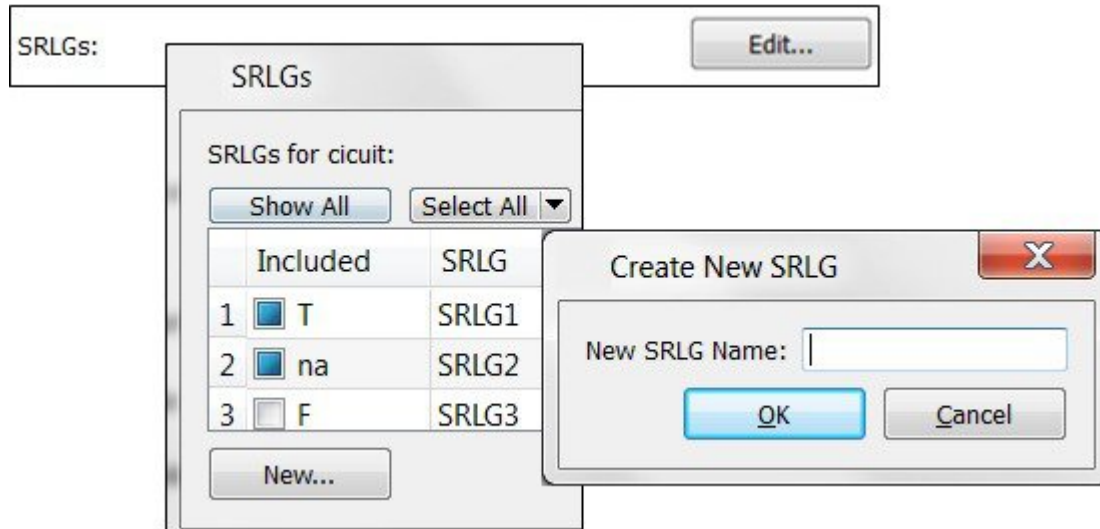 SRLGs:
Edit...
SRLGs
SRLGs for cicuit:
Show All
Select All
Included SRLG
1 T SRLG1
2 na SRLG2
3 F SRLG3
New...
Create New SRLG
X
New SRLG Name:
OK
Cancel